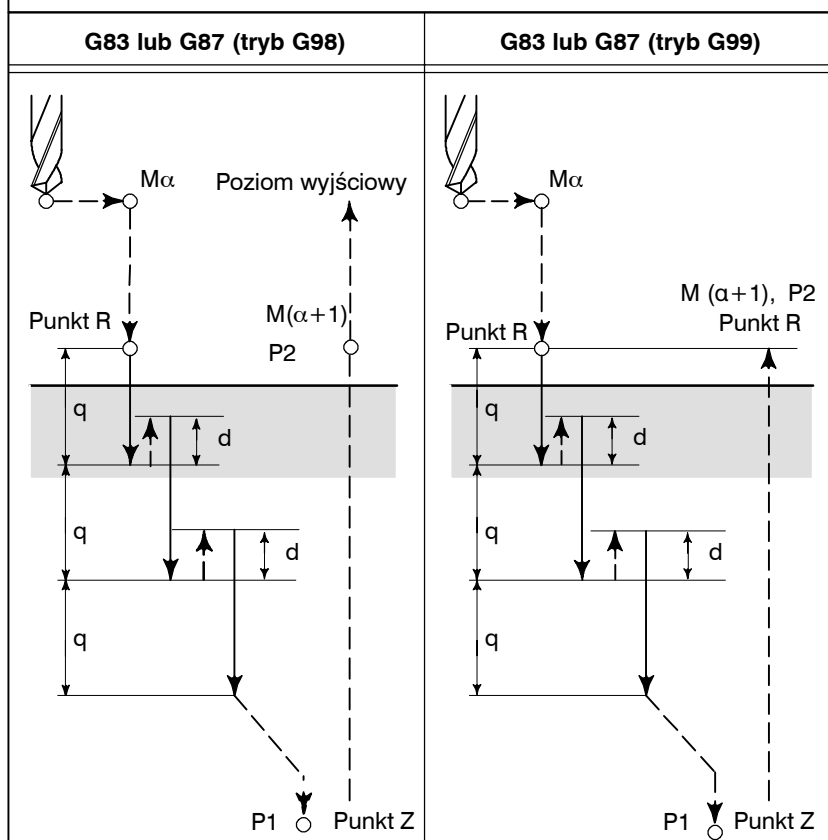 G83 lub G87 (tryb G98)
Mα
Poziom wyjściowy
Punkt R
M(α+1)
P2
q
d
q
d
q
P1
Punkt Z
G83 lub G87 (tryb G99)
Mα
M (α+1), P2
Punkt R
Punkt R
q
d
q
d
q
P1
Punkt Z